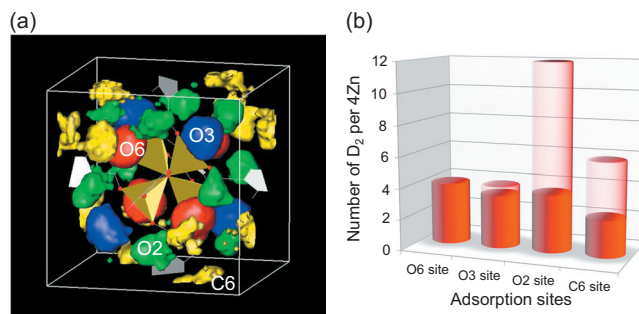 (a)
O6
O3
O2
C6
(b)
Number of D₂ per 4Zn
12
10
8
6
4
2
0
O6 site
O3 site
O2 site
C6 site
Adsorption sites